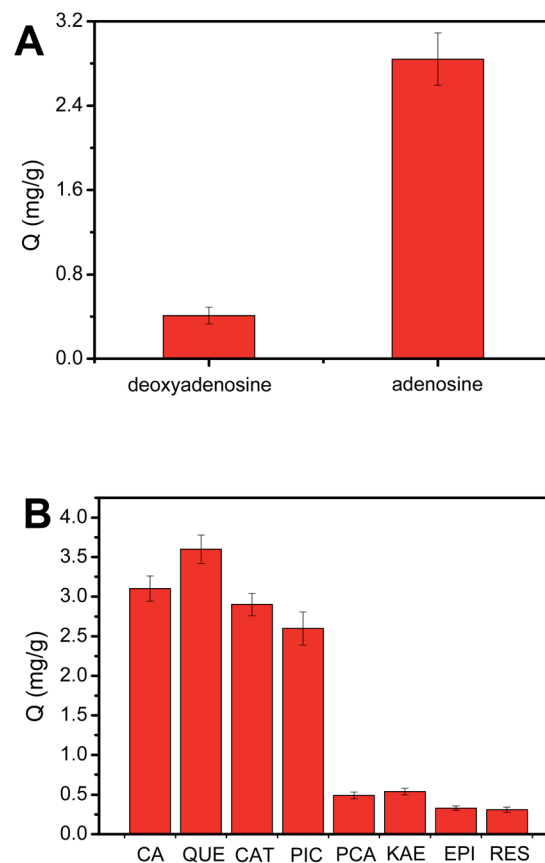 A
3.2
2.4
1.6
0.8
0.0
Q (mg/g)
deoxyadenosine adenosine
B
4.0
3.5
3.0
2.5
2.0
1.5
1.0
0.5
0.0
Q (mg/g)
CA QUE CAT PIC PCA KAE EPI RES